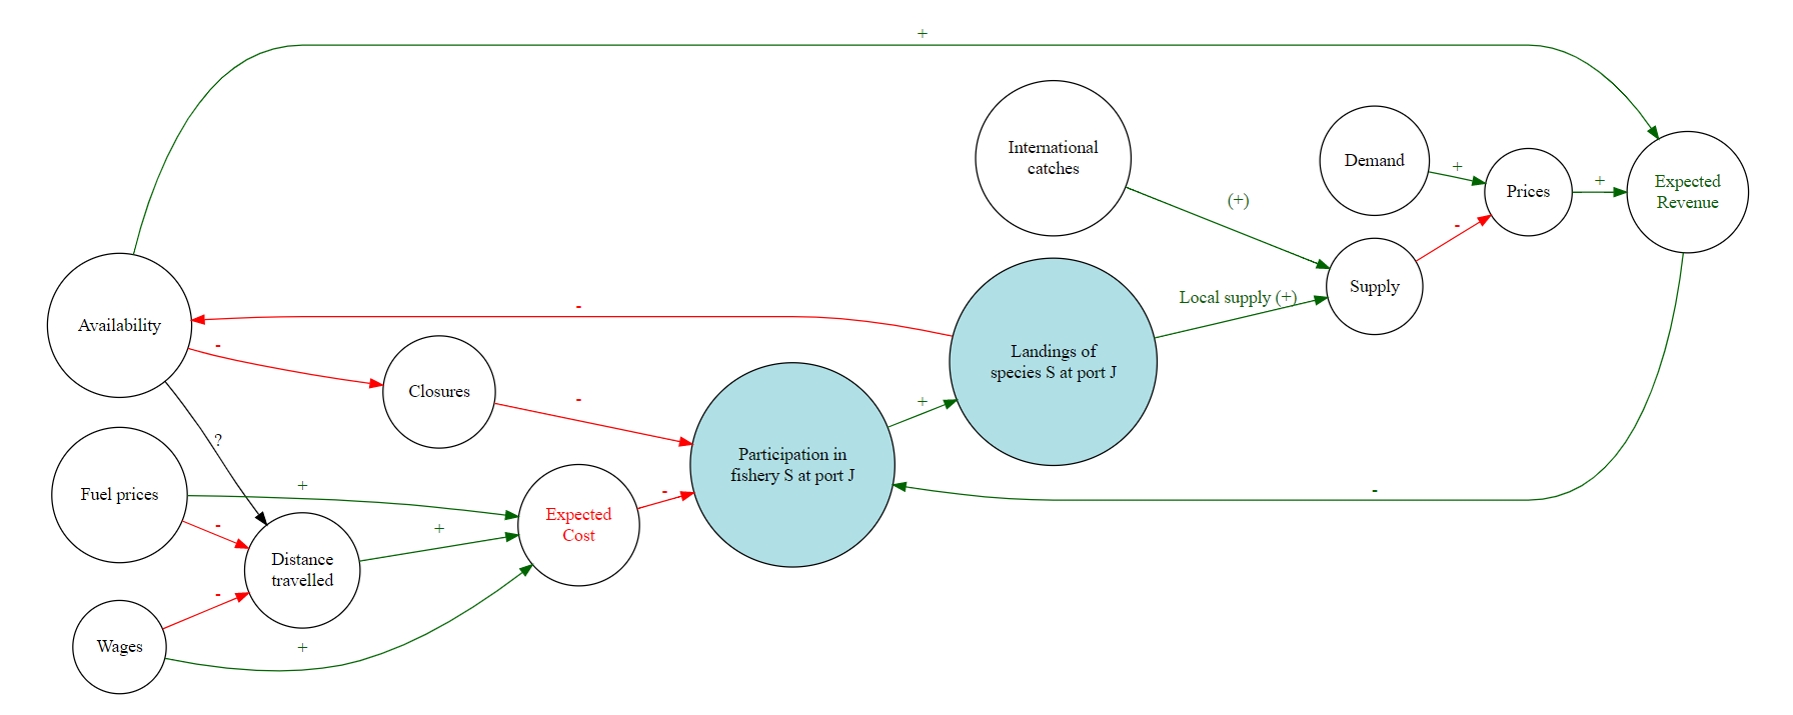 +
International
catches
Demand
+
Prices
+
Expected
Revenue
(+)
-
Supply
Local supply (+)
Availability
-
-
Landings of
species S at port J
Closures
-
+
?
Participation in
fishery S at port J
Fuel prices
+
-
-
-
Expected
Cost
+
Distance
travelled
-
Wages
+